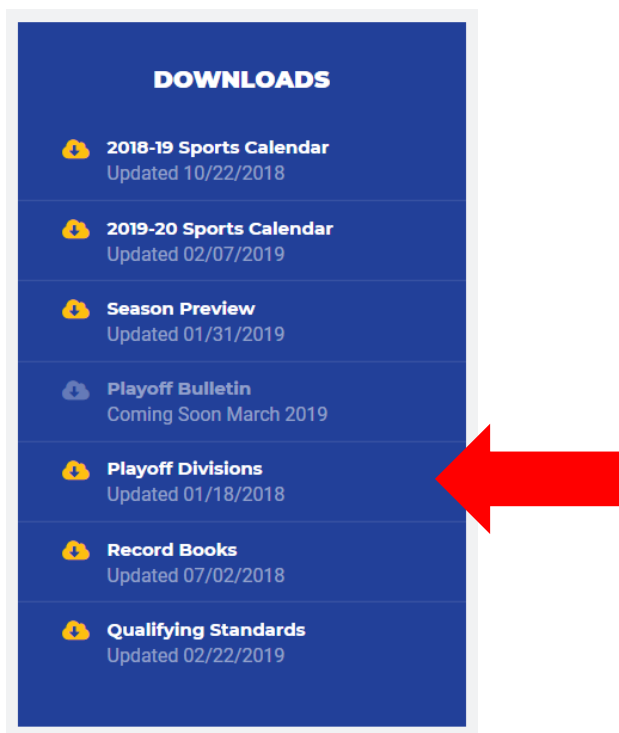 DOWNLOADS
2018-19 Sports Calendar
Updated 10/22/2018
2019-20 Sports Calendar
Updated 02/07/2019
Season Preview
Updated 01/31/2019
Playoff Bulletin
Coming Soon March 2019
Playoff Divisions
Updated 01/18/2018
Record Books
Updated 07/02/2018
Qualifying Standards
Updated 02/22/2019